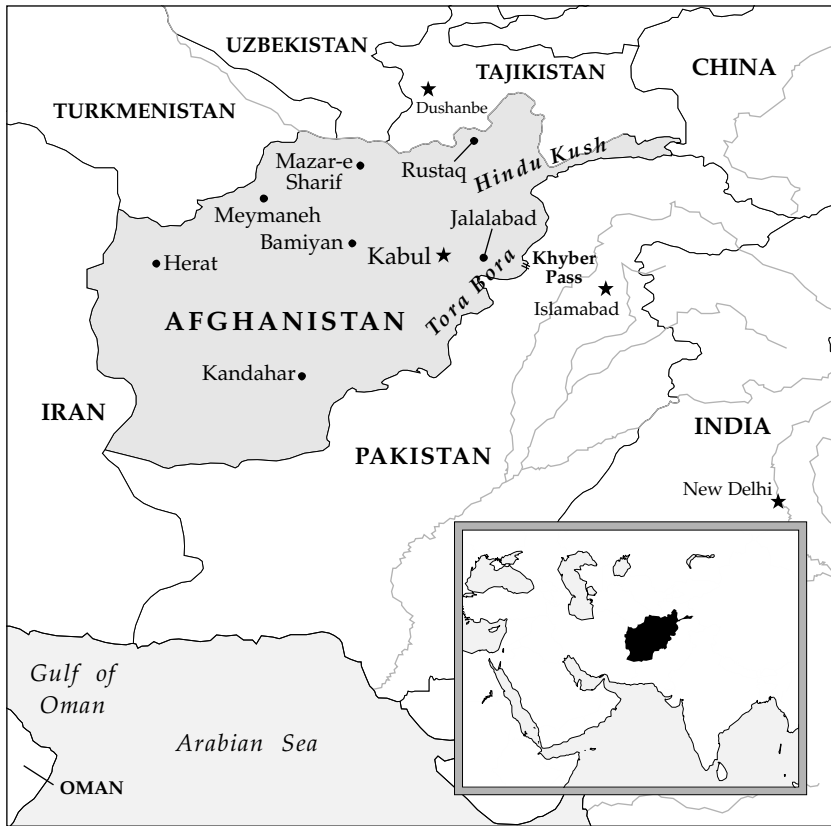 UZBEKISTAN
TAJIKISTAN
CHINA
TURKMENISTAN
Dushanbe
Mazar-e
Sharif
Rustaq
Hindu Kush
Meymaneh
Jalalabad
Bamiyan
Kabul
Herat
Khyber
Pass
Tora Bora
Islamabad
AFGHANISTAN
Kandahar
IRAN
INDIA
PAKISTAN
New Delhi
Gulf of
Oman
Arabian Sea
OMAN